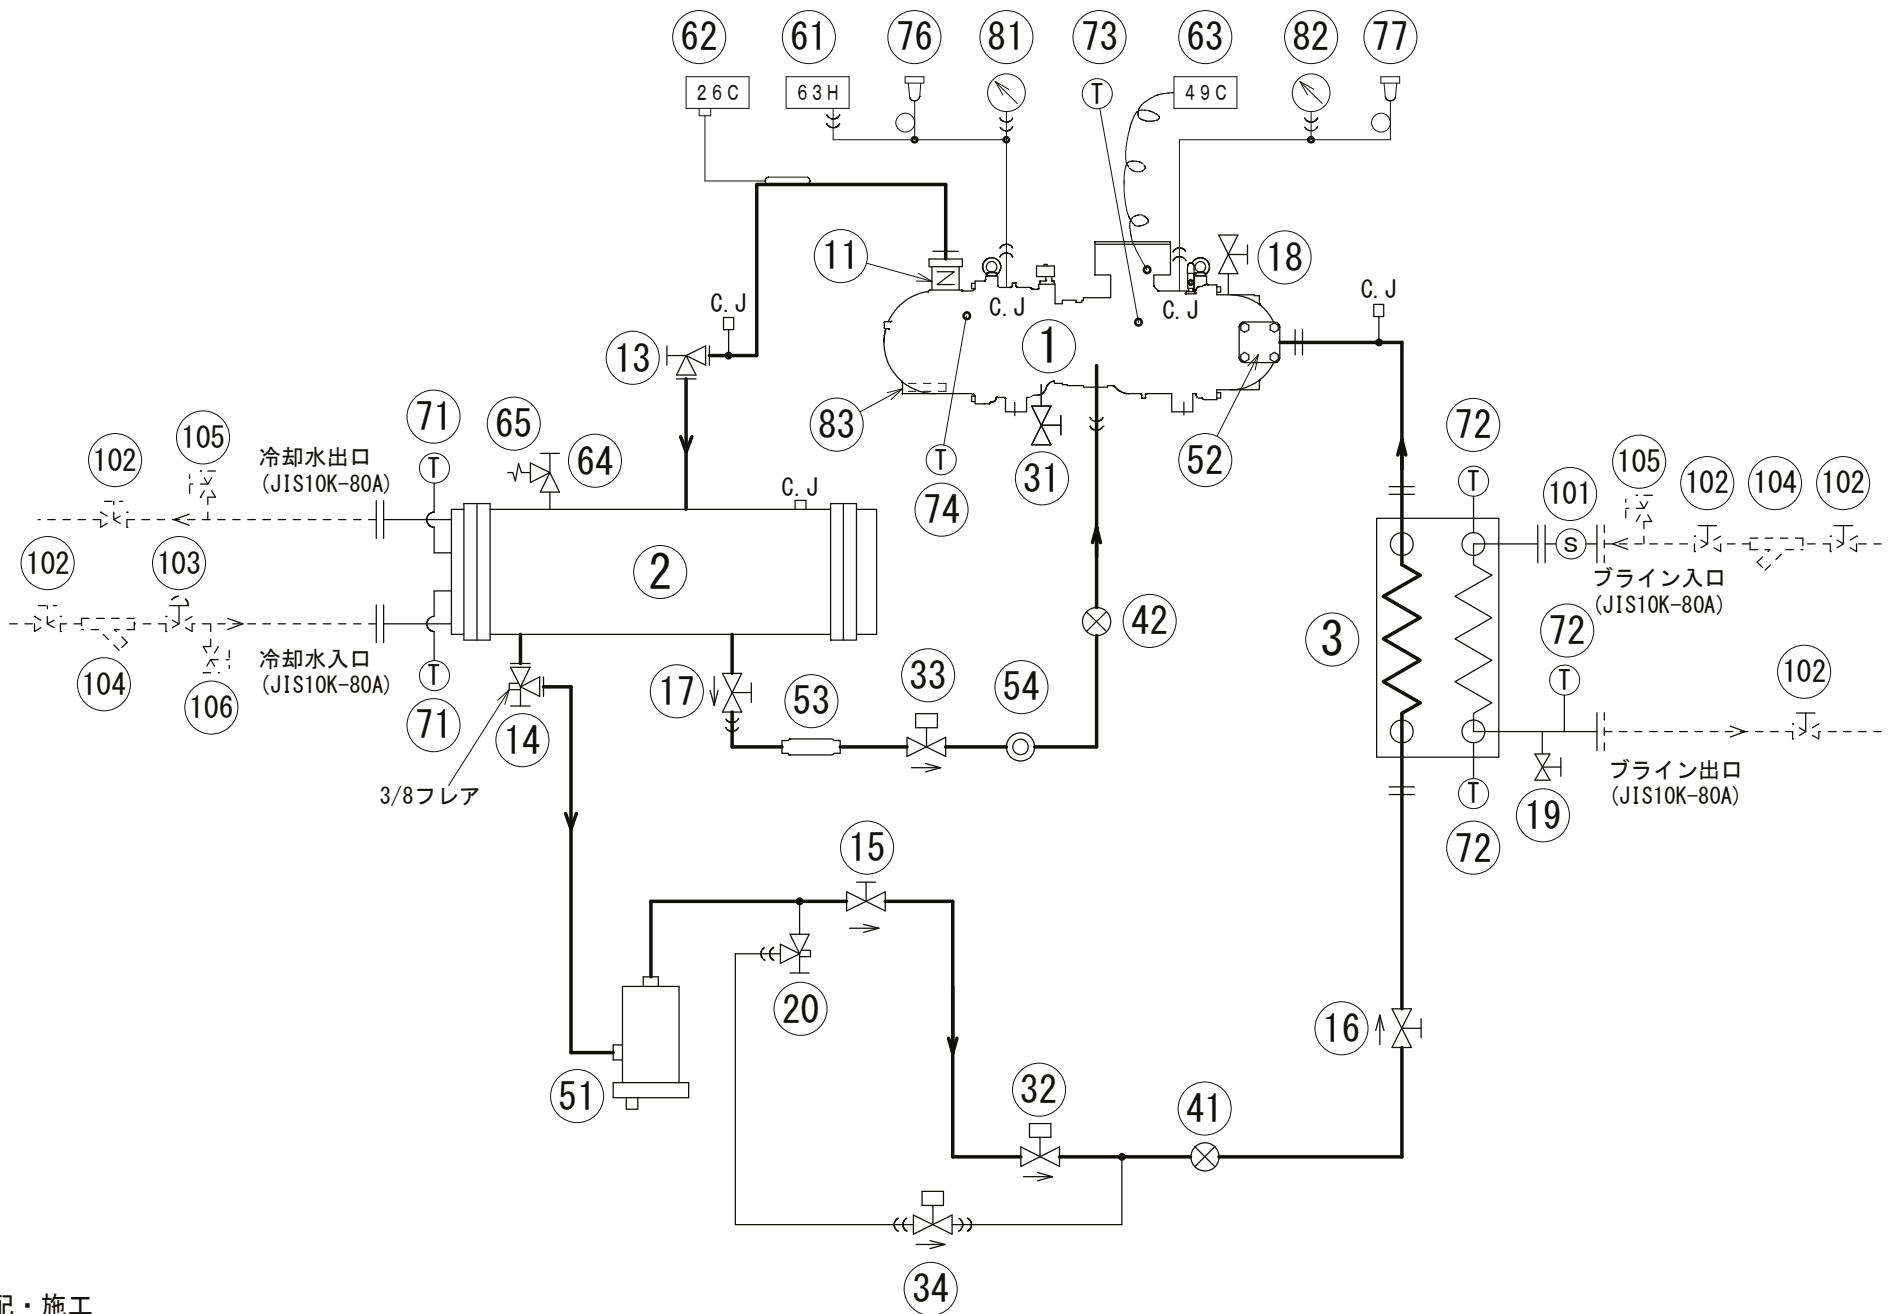 62 61 76 81 73 63 82 77
26C 63H T 49C
11 18
C.J C.J C.J C.J
13 1
83 52
71 65 64 T 31 72
102 105 冷却水出口 T 74 T 101 105 102 104 102
(JIS10K-80A) C.J
S
102 103 2 42 ブライン入口
(JIS10K-80A)
3 72
104 冷却水入口 T 17 33 54 T 102
(JIS10K-80A)
106 71 14 53
3/8フレア
ブライン出口
(JIS10K-80A)
T 19
15 72
20 16
51 32 41
34
配・施工